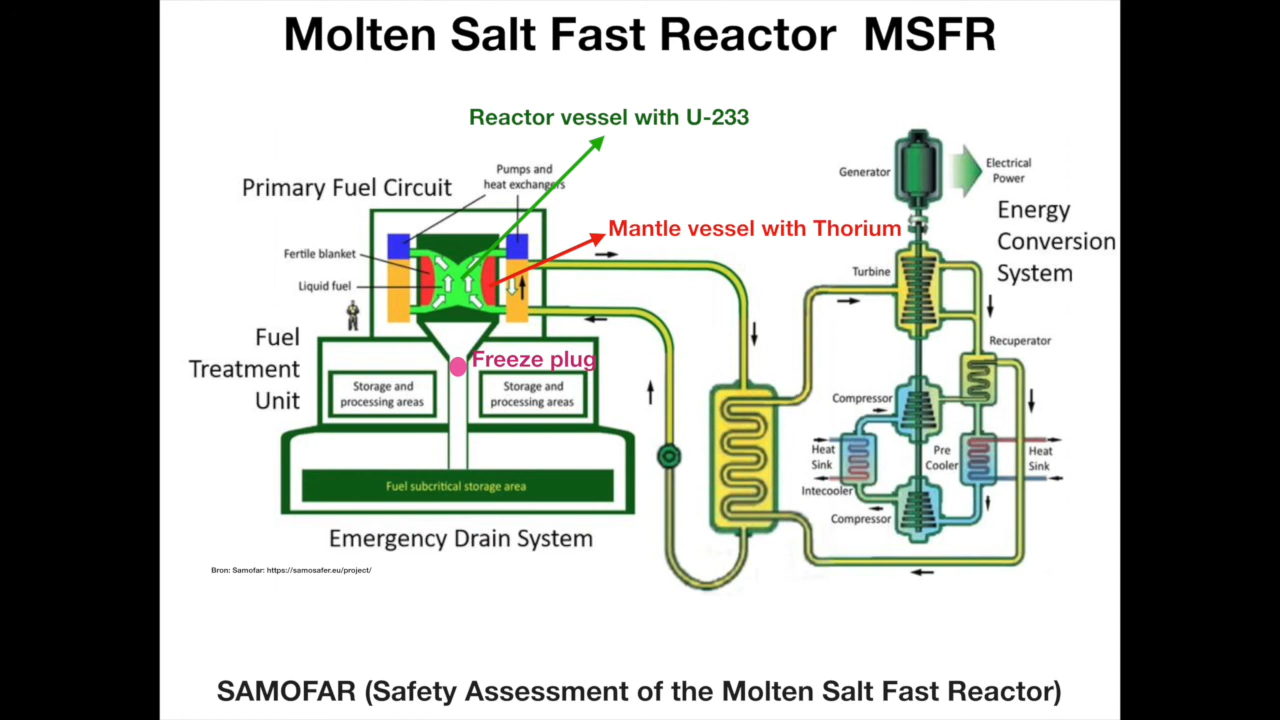 Molten Salt Fast Reactor MSFR
Reactor vessel with U-233
Pumps and
heat exchangers
Primary Fuel Circuit
Mantle vessel with Thorium
Fertile blanket
Liquid fuel
Generator
Electrical
Power
Energy
Conversion
System
Turbine
Recuperator
Fuel
Treatment
Unit
Freeze plug
Storage and
processing areas
Storage and
processing areas
Compressor
Heat
Sink
Pre
Cooler
Heat
Sink
Intecooler
Compressor
Fuel subcritical storage area
Emergency Drain System
Bron: Samofar: https://samosafer.eu/project/
SAMOFAR (Safety Assessment of the Molten Salt Fast Reactor)